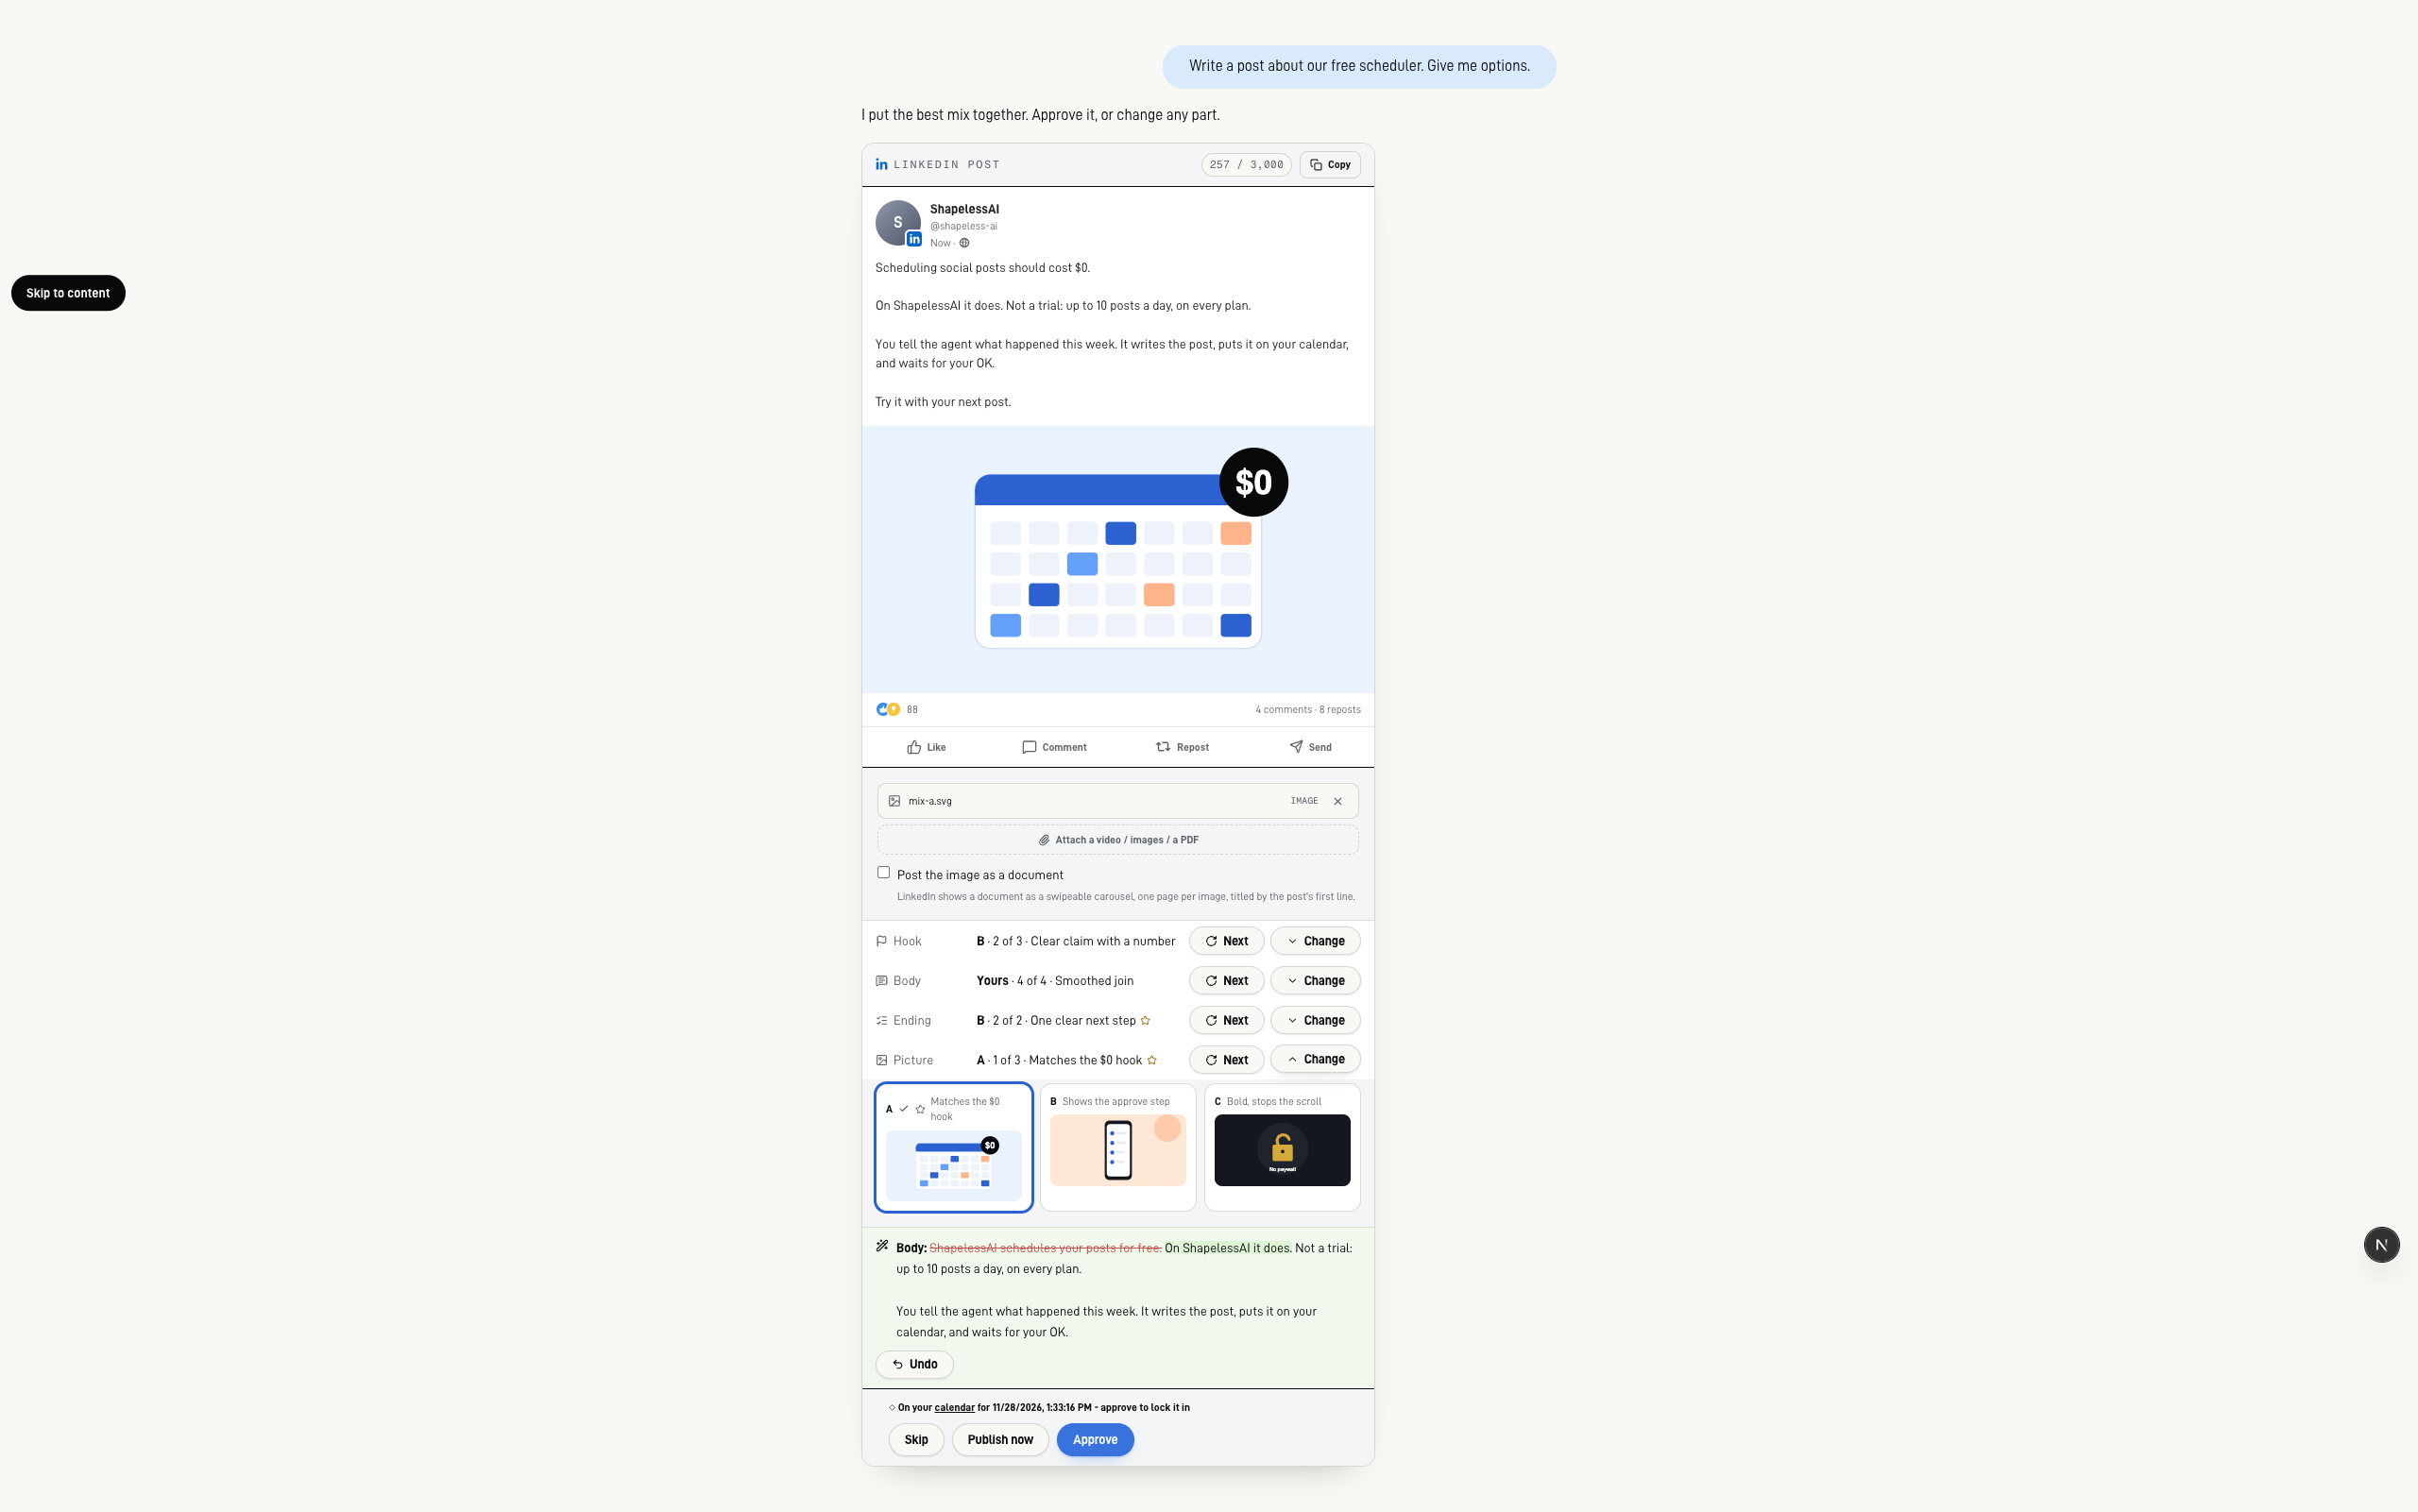 Write a post about our free scheduler. Give me options.
I put the best mix together. Approve it, or change any part.
in LINKEDIN POST
257 / 3,000
Copy
S
in
ShapelessAI
@shapeless-ai
Now ·
Skip to content
Scheduling social posts should cost $0.
On ShapelessAI it does. Not a trial: up to 10 posts a day, on every plan.
You tell the agent what happened this week. It writes the post, puts it on your calendar,
and waits for your OK.
Try it with your next post.
$0
88
4 comments · 8 reposts
Like
Comment
Repost
Send
mix-a.svg
IMAGE
Attach a video / images / a PDF
Post the image as a document
LinkedIn shows a document as a swipeable carousel, one page per image, titled by the post's first line.
Hook
B · 2 of 3 · Clear claim with a number
Next
Change
Body
Yours · 4 of 4 · Smoothed join
Next
Change
Ending
B · 2 of 2 · One clear next step
Next
Change
Picture
A · 1 of 3 · Matches the $0 hook
Next
Change
A
Matches the $0
hook
$0
B Shows the approve step
C Bold, stops the scroll
No paywall
Body: ShapelessAI schedules your posts for free. On ShapelessAI it does. Not a trial:
up to 10 posts a day, on every plan.
You tell the agent what happened this week. It writes the post, puts it on your
calendar, and waits for your OK.
Undo
N
On your calendar for 11/28/2026, 1:33:16 PM - approve to lock it in
Skip
Publish now
Approve